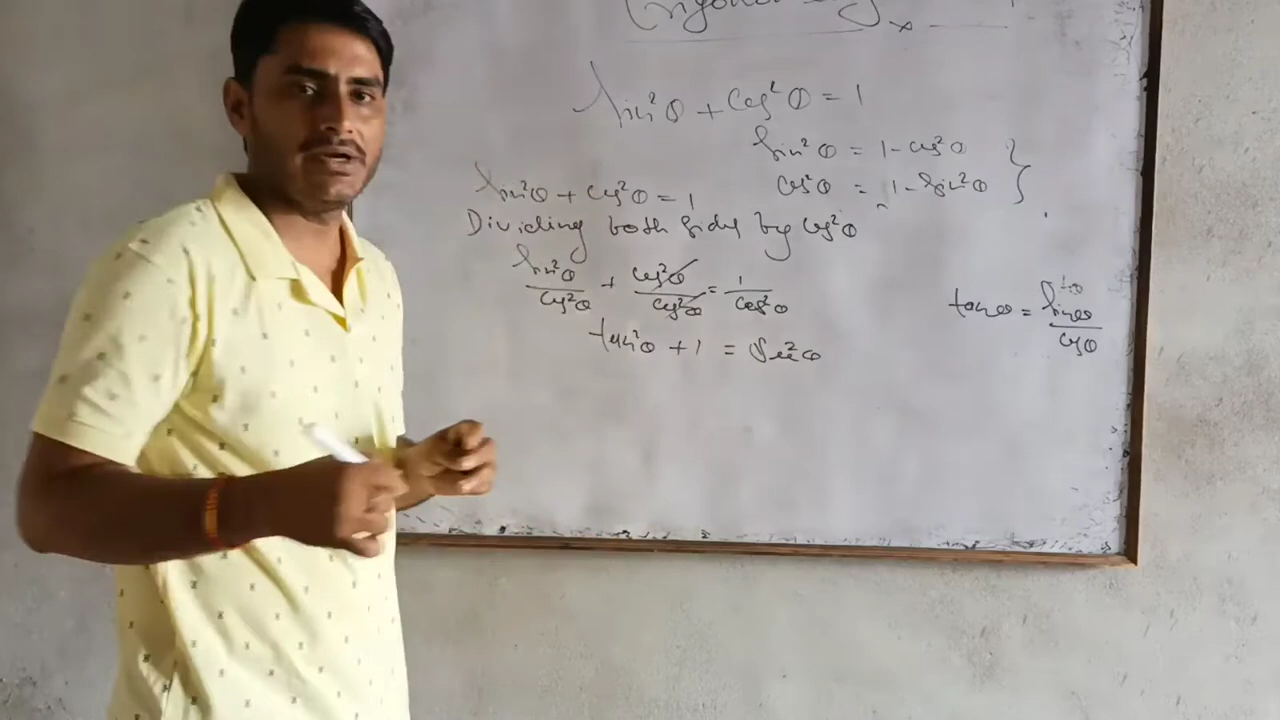 Trigonometry
sin²θ + cos²θ = 1
sin²θ = 1 - cos²θ
cos²θ = 1 - sin²θ
sin²θ + cos²θ = 1
Dividing both sides by cos²θ
sin²θ/cos²θ + cos²θ/cos²θ = 1/cos²θ
tan²θ + 1 = sec²θ
tanθ = sinθ/cosθ